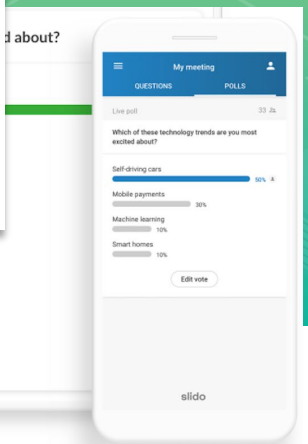 d about?
My meeting
QUESTIONS
POLLS
Live poll
33
Which of these technology trends are you most
excited about?
Self-driving cars
50%
Mobile payments
30%
Machine learning
10%
Smart homes
10%
Edit vote
slido